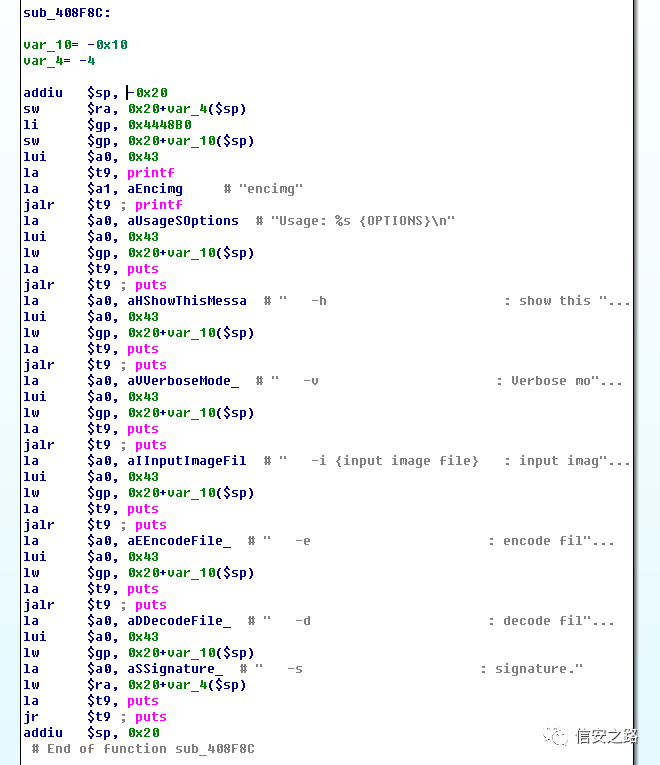 sub_408F8C:
var_10= -0x10
var_4= -4
addiu $sp, -0x20
sw $ra, 0x20+var_4($sp)
li $gp, 0x4448B0
sw $gp, 0x20+var_10($sp)
lui $a0, 0x43
la $t9, printf
la $a1, aEncimg # "encimg"
jalr $t9 ; printf
la $a0, aUsageSOptions # "Usage: %s {OPTIONS}\n"
lui $a0, 0x43
lw $gp, 0x20+var_10($sp)
la $t9, puts
jalr $t9 ; puts
la $a0, aHShowThisMessa # " -h : show this "...
lui $a0, 0x43
lw $gp, 0x20+var_10($sp)
la $t9, puts
jalr $t9 ; puts
la $a0, aVVerboseMode_ # " -v : Verbose mo"...
lui $a0, 0x43
lw $gp, 0x20+var_10($sp)
la $t9, puts
jalr $t9 ; puts
la $a0, aIInputImageFil # " -i {input image file} : input imag"...
lui $a0, 0x43
lw $gp, 0x20+var_10($sp)
la $t9, puts
jalr $t9 ; puts
la $a0, aEEncodeFile_ # " -e : encode fil"...
lui $a0, 0x43
lw $gp, 0x20+var_10($sp)
la $t9, puts
jalr $t9 ; puts
la $a0, aDDecodeFile_ # " -d : decode fil"...
lui $a0, 0x43
lw $gp, 0x20+var_10($sp)
la $a0, aSSignature_ # " -s : signature."
lw $ra, 0x20+var_4($sp)
la $t9, puts
jr $t9 ; puts
addiu $sp, 0x20
# End of function sub_408F8C
信安之路